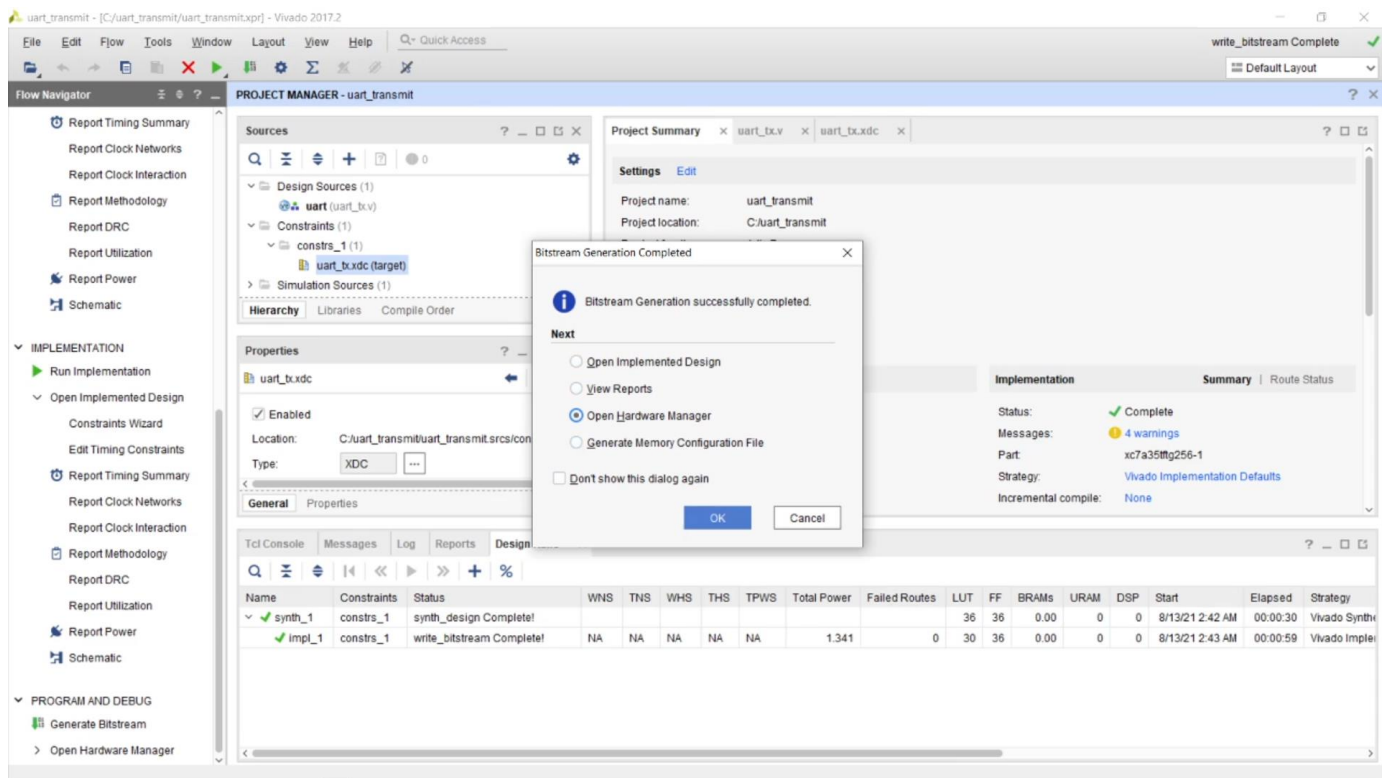 uart_transmit - [C:/uart_transmit/uart_transmit.xpr] - Vivado 2017.2
File Edit Flow Tools Window Layout View Help Quick Access
write_bitstream Complete
Default Layout
Flow Navigator
PROJECT MANAGER - uart_transmit
Report Timing Summary
Report Clock Networks
Report Clock Interaction
Report Methodology
Report DRC
Report Utilization
Report Power
Schematic
IMPLEMENTATION
Run Implementation
Open Implemented Design
Constraints Wizard
Edit Timing Constraints
Report Timing Summary
Report Clock Networks
Report Clock Interaction
Report Methodology
Report DRC
Report Utilization
Report Power
Schematic
PROGRAM AND DEBUG
Generate Bitstream
Open Hardware Manager
Sources
0
Design Sources (1)
uart (uart_tx.v)
Constraints (1)
constrs_1 (1)
uart_tx.xdc (target)
Simulation Sources (1)
Hierarchy Libraries Compile Order
Properties
uart_tx.xdc
Enabled
Location: C:/uart_transmit/uart_transmit.srcs/con
Type: XDC
General Properties
Project Summary uart_tx.v uart_tx.xdc
Settings Edit
Project name: uart_transmit
Project location: C:/uart_transmit
Implementation Summary | Route Status
Status: Complete
Messages: 4 warnings
Part: xc7a35tftg256-1
Strategy: Vivado Implementation Defaults
Incremental compile: None
Bitstream Generation Completed
Bitstream Generation successfully completed.
Next
Open Implemented Design
View Reports
Open Hardware Manager
Generate Memory Configuration File
Don't show this dialog again
OK Cancel
Tcl Console Messages Log Reports Design
Name Constraints Status WNS TNS WHS THS TPWS Total Power Failed Routes LUT FF BRAMs URAM DSP Start Elapsed Strategy
synth_1 constrs_1 synth_design Complete! 36 36 0.00 0 0 8/13/21 2:42 AM 00:00:30 Vivado Synthe
impl_1 constrs_1 write_bitstream Complete! NA NA NA NA NA 1.341 0 30 36 0.00 0 0 8/13/21 2:43 AM 00:00:59 Vivado Imple